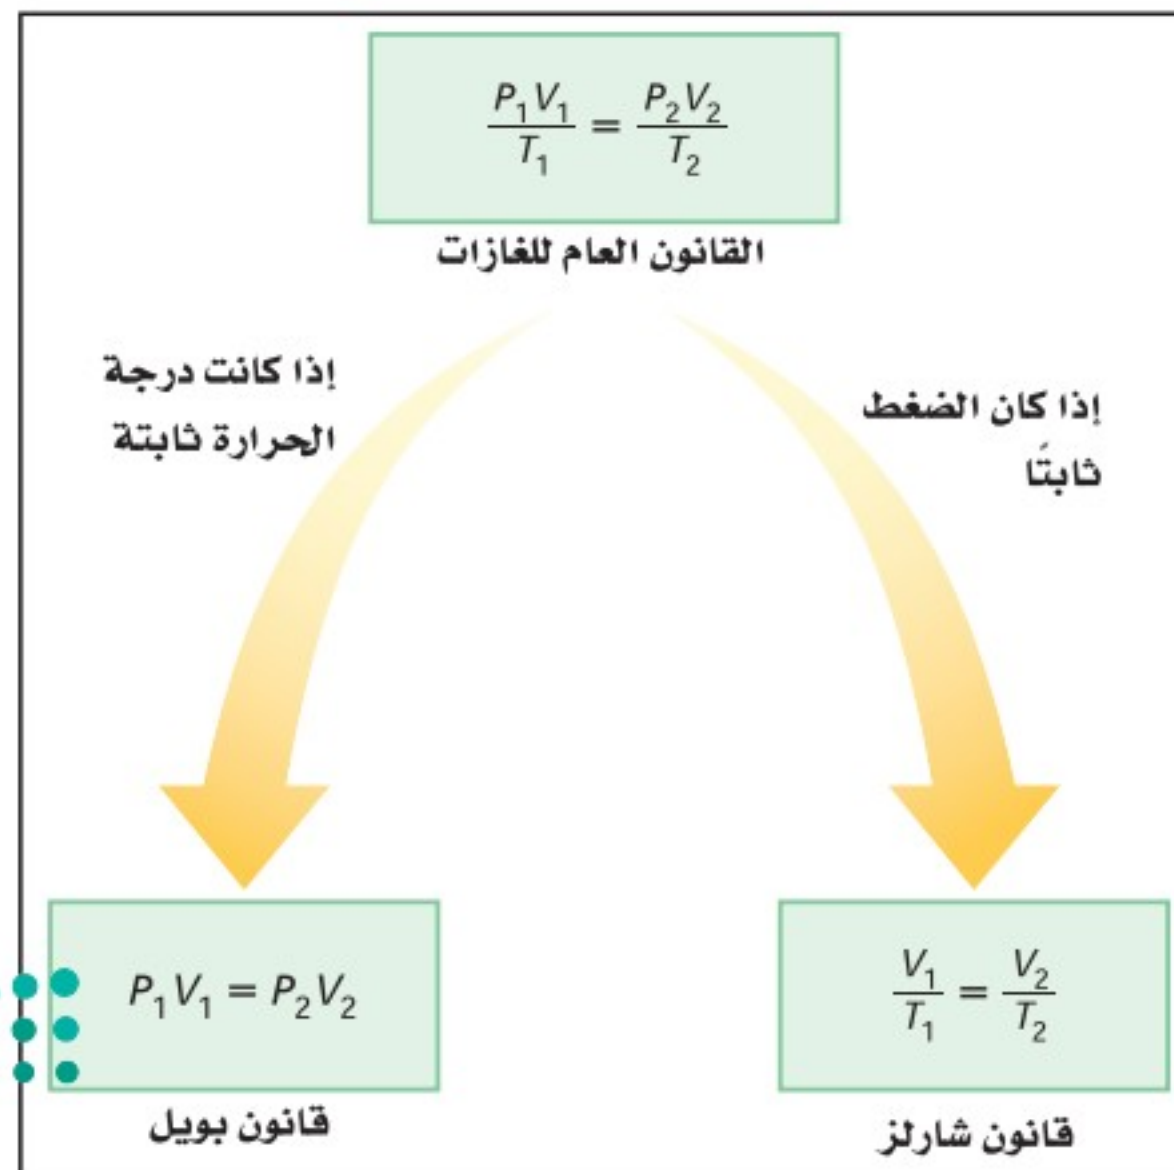 P₁V₁/T₁ = P₂V₂/T₂
القانون العام للغازات
إذا كان الضغط
ثابتًا
إذا كانت درجة
الحرارة ثابتة
V₁/T₁ = V₂/T₂
قانون شارلز
P₁V₁ = P₂V₂
قانون بويل